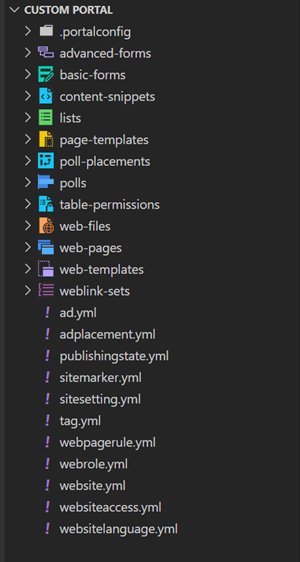 CUSTOM PORTAL
.portalconfig
advanced-forms
basic-forms
content-snippets
lists
page-templates
poll-placements
polls
table-permissions
web-files
web-pages
web-templates
weblink-sets
! ad.yml
! adplacement.yml
! publishingstate.yml
! sitemarker.yml
! sitesetting.yml
! tag.yml
! webpagerule.yml
! webrole.yml
! website.yml
! websiteaccess.yml
! websitelanguage.yml